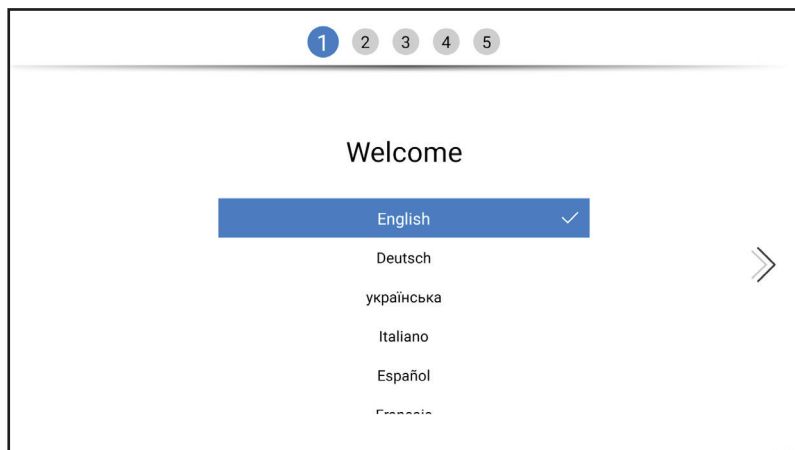 1 2 3 4 5
Welcome
English
Deutsch
українська
Italiano
Español